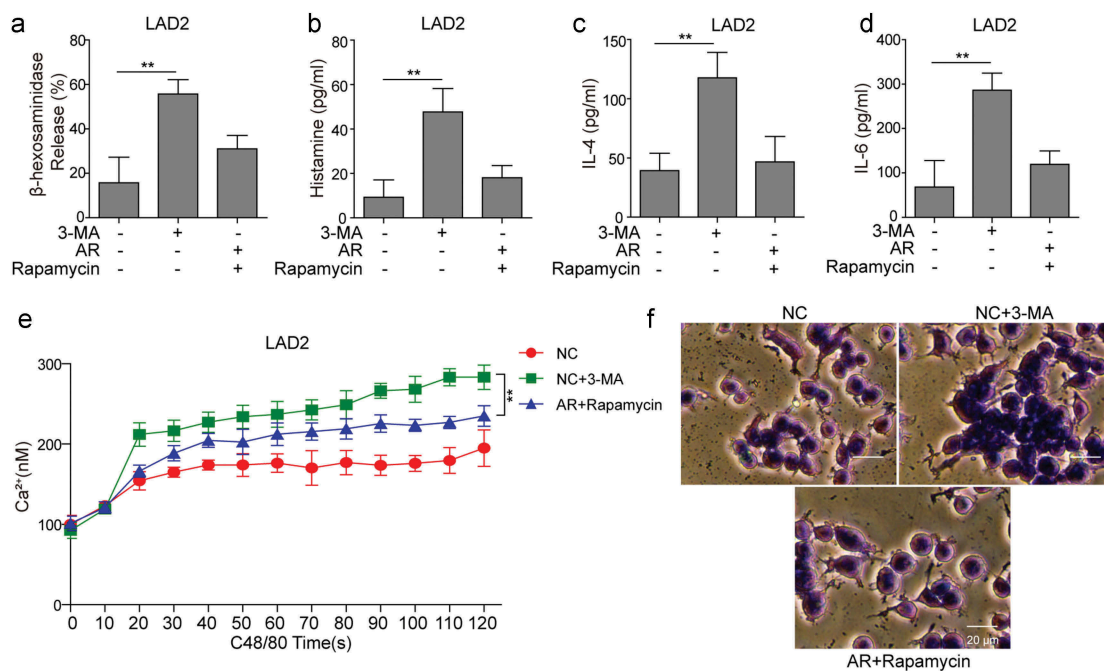 a
LAD2
β-hexosaminidase
Release (%)
80
60
40
20
0
**
3-MA - + -
AR - - +
Rapamycin - - +
b
LAD2
Histamine (pg/ml)
80
60
40
20
0
**
- + -
- - +
Rapamycin - - +
c
LAD2
IL-4 (pg/ml)
150
100
50
0
**
3-MA - + -
AR - - +
Rapamycin - - +
d
LAD2
IL-6 (pg/ml)
400
300
200
100
0
**
3-MA - + -
AR - - +
Rapamycin - - +
e
LAD2
Ca²⁺(nM)
300
200
100
0
0 10 20 30 40 50 60 70 80 90 100 110 120
C48/80 Time(s)
NC
NC+3-MA
AR+Rapamycin
**
f
NC
NC+3-MA
20 μm
AR+Rapamycin